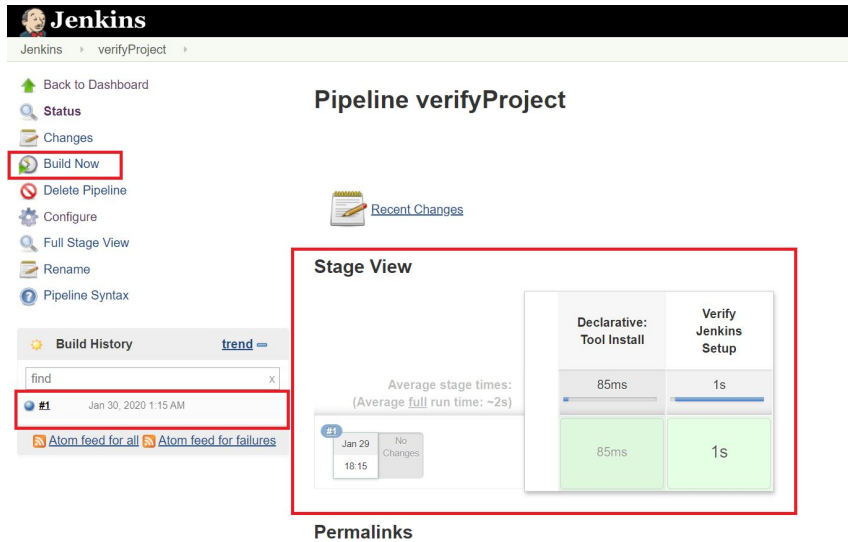 Jenkins
Jenkins verifyProject
Back to Dashboard
Status
Changes
Build Now
Delete Pipeline
Configure
Full Stage View
Rename
Pipeline Syntax
Build History trend
find x
#1 Jan 30, 2020 1:15 AM
Atom feed for all Atom feed for failures
Pipeline verifyProject
Recent Changes
Stage View
Declarative:
Tool Install
Verify
Jenkins
Setup
Average stage times:
(Average full run time: ~2s)
85ms
1s
#1
Jan 29
18:15
No
Changes
85ms
1s
Permalinks